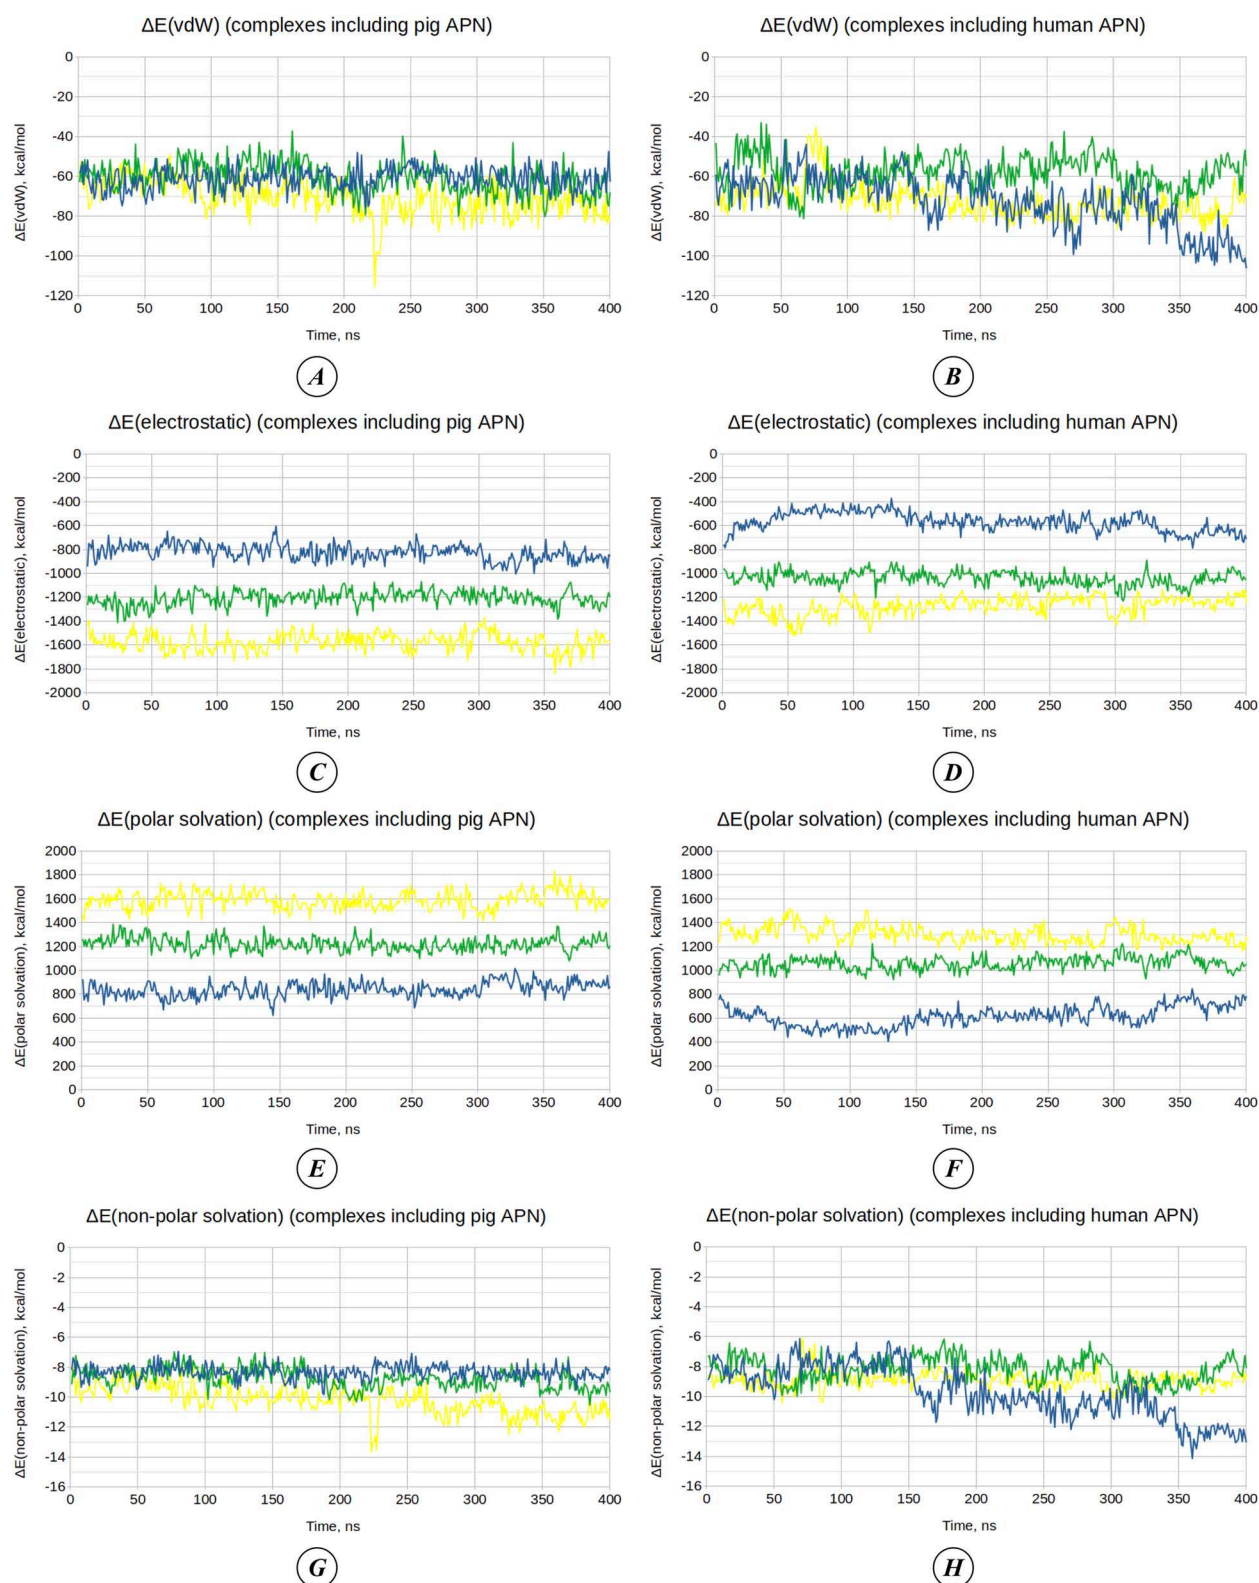 ΔE(vdW) (complexes including pig APN)
ΔE(vdW), kcal/mol
0
-20
-40
-60
-80
-100
-120
0 50 100 150 200 250 300 350 400
Time, ns
A
ΔE(vdW) (complexes including human APN)
ΔE(vdW), kcal/mol
0
-20
-40
-60
-80
-100
-120
0 50 100 150 200 250 300 350 400
Time, ns
B
ΔE(electrostatic) (complexes including pig APN)
ΔE(electrostatic), kcal/mol
0
-200
-400
-600
-800
-1000
-1200
-1400
-1600
-1800
-2000
0 50 100 150 200 250 300 350 400
Time, ns
C
ΔE(electrostatic) (complexes including human APN)
ΔE(electrostatic), kcal/mol
0
-200
-400
-600
-800
-1000
-1200
-1400
-1600
-1800
-2000
0 50 100 150 200 250 300 350 400
Time, ns
D
ΔE(polar solvation) (complexes including pig APN)
ΔE(polar solvation), kcal/mol
2000
1800
1600
1400
1200
1000
800
600
400
200
0
0 50 100 150 200 250 300 350 400
Time, ns
E
ΔE(polar solvation) (complexes including human APN)
ΔE(polar solvation), kcal/mol
2000
1800
1600
1400
1200
1000
800
600
400
200
0
0 50 100 150 200 250 300 350 400
Time, ns
F
ΔE(non-polar solvation) (complexes including pig APN)
ΔE(non-polar solvation), kcal/mol
0
-2
-4
-6
-8
-10
-12
-14
-16
0 50 100 150 200 250 300 350 400
Time, ns
G
ΔE(non-polar solvation) (complexes including human APN)
ΔE(non-polar solvation), kcal/mol
0
-2
-4
-6
-8
-10
-12
-14
-16
0 50 100 150 200 250 300 350 400
Time, ns
H